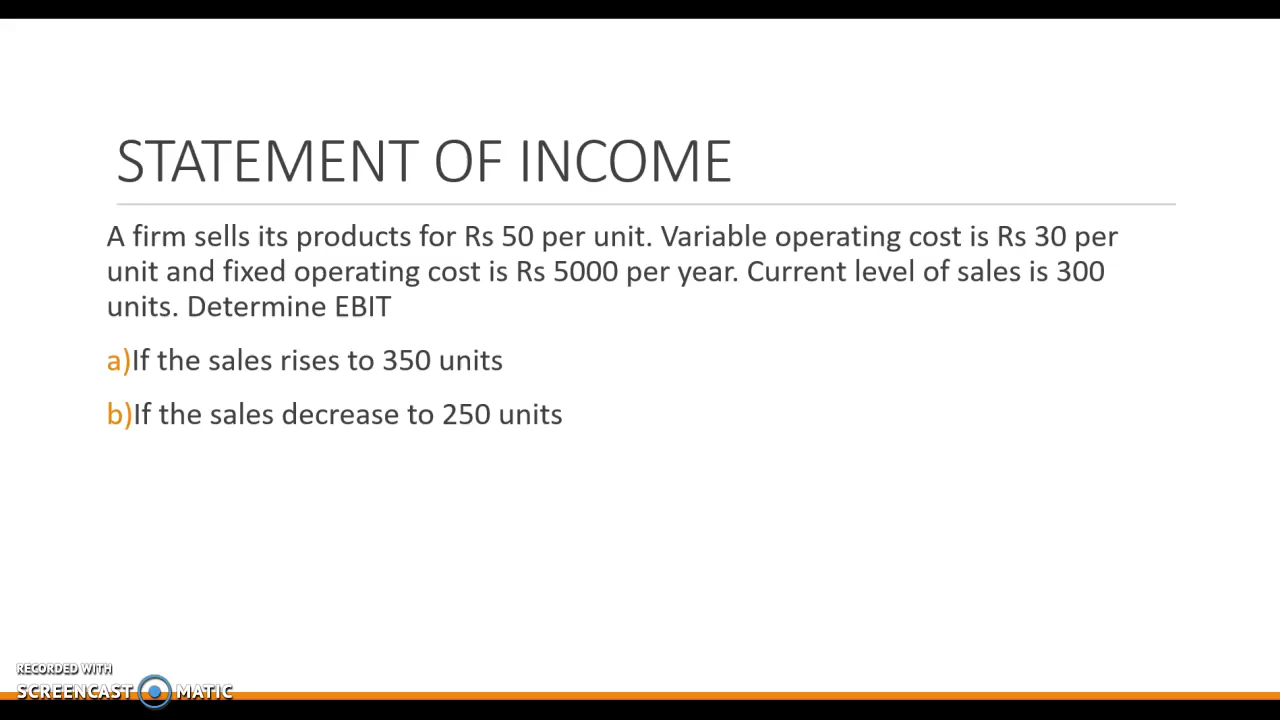 STATEMENT OF INCOME
A firm sells its products for Rs 50 per unit. Variable operating cost is Rs 30 per
unit and fixed operating cost is Rs 5000 per year. Current level of sales is 300
units. Determine EBIT
a)If the sales rises to 350 units
b)If the sales decrease to 250 units
RECORDED WITH
SCREENCAST MATIC